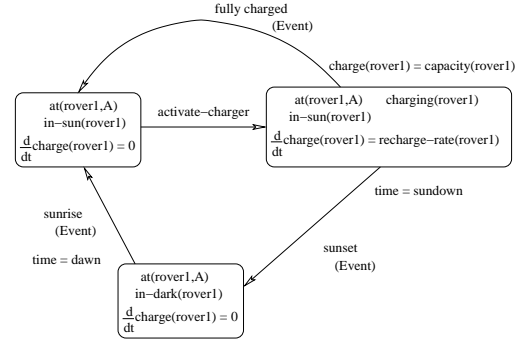 fully charged
(Event)
charge(rover1) = capacity(rover1)
at(rover1,A)
in−sun(rover1)
d/dt charge(rover1) = 0
activate−charger
at(rover1,A) charging(rover1)
in−sun(rover1)
d/dt charge(rover1) = recharge−rate(rover1)
time = sundown
sunrise
(Event)
time = dawn
sunset
(Event)
at(rover1,A)
in−dark(rover1)
d/dt charge(rover1) = 0